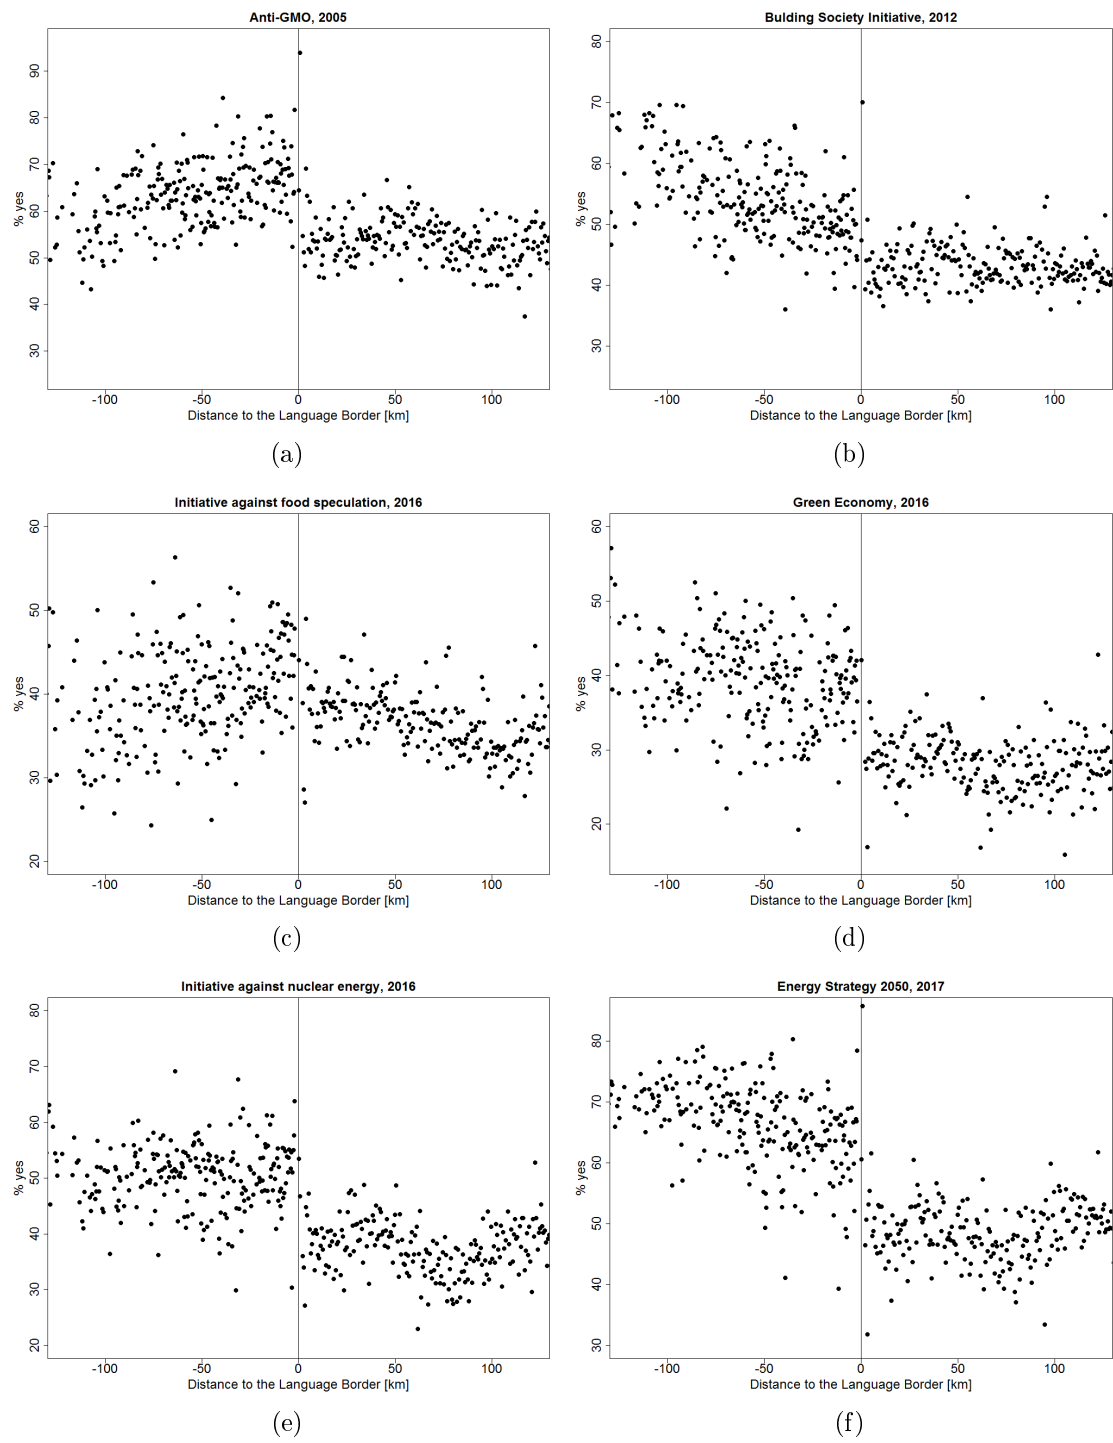 Anti-GMO, 2005
% yes
90
80
70
60
50
40
30
-100 -50 0 50 100
Distance to the Language Border [km]
(a)
Bulding Society Initiative, 2012
% yes
80
70
60
50
40
30
-100 -50 0 50 100
Distance to the Language Border [km]
(b)
Initiative against food speculation, 2016
% yes
60
50
40
30
20
-100 -50 0 50 100
Distance to the Language Border [km]
(c)
Green Economy, 2016
% yes
60
50
40
30
20
-100 -50 0 50 100
Distance to the Language Border [km]
(d)
Initiative against nuclear energy, 2016
% yes
80
70
60
50
40
30
20
-100 -50 0 50 100
Distance to the Language Border [km]
(e)
Energy Strategy 2050, 2017
% yes
80
70
60
50
40
30
-100 -50 0 50 100
Distance to the Language Border [km]
(f)